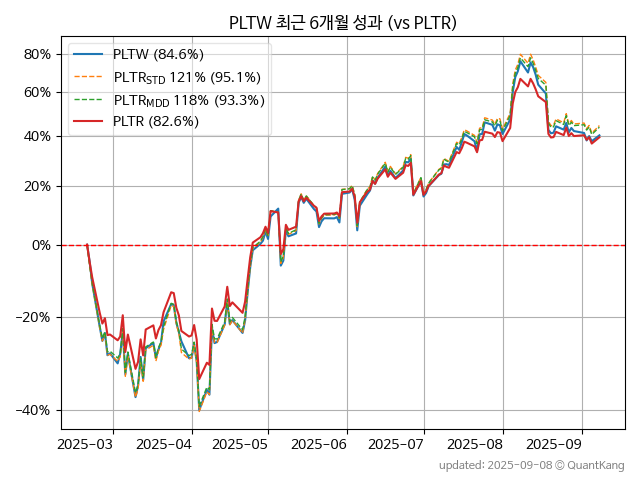 PLTW 최근 6개월 성과 (vs PLTR)
PLTW (84.6%)
PLTRSTD 121% (95.1%)
PLTRMDD 118% (93.3%)
PLTR (82.6%)
80%
60%
40%
20%
0%
−20%
−40%
2025-03 2025-04 2025-05 2025-06 2025-07 2025-08 2025-09
updated: 2025-09-08 © QuantKang